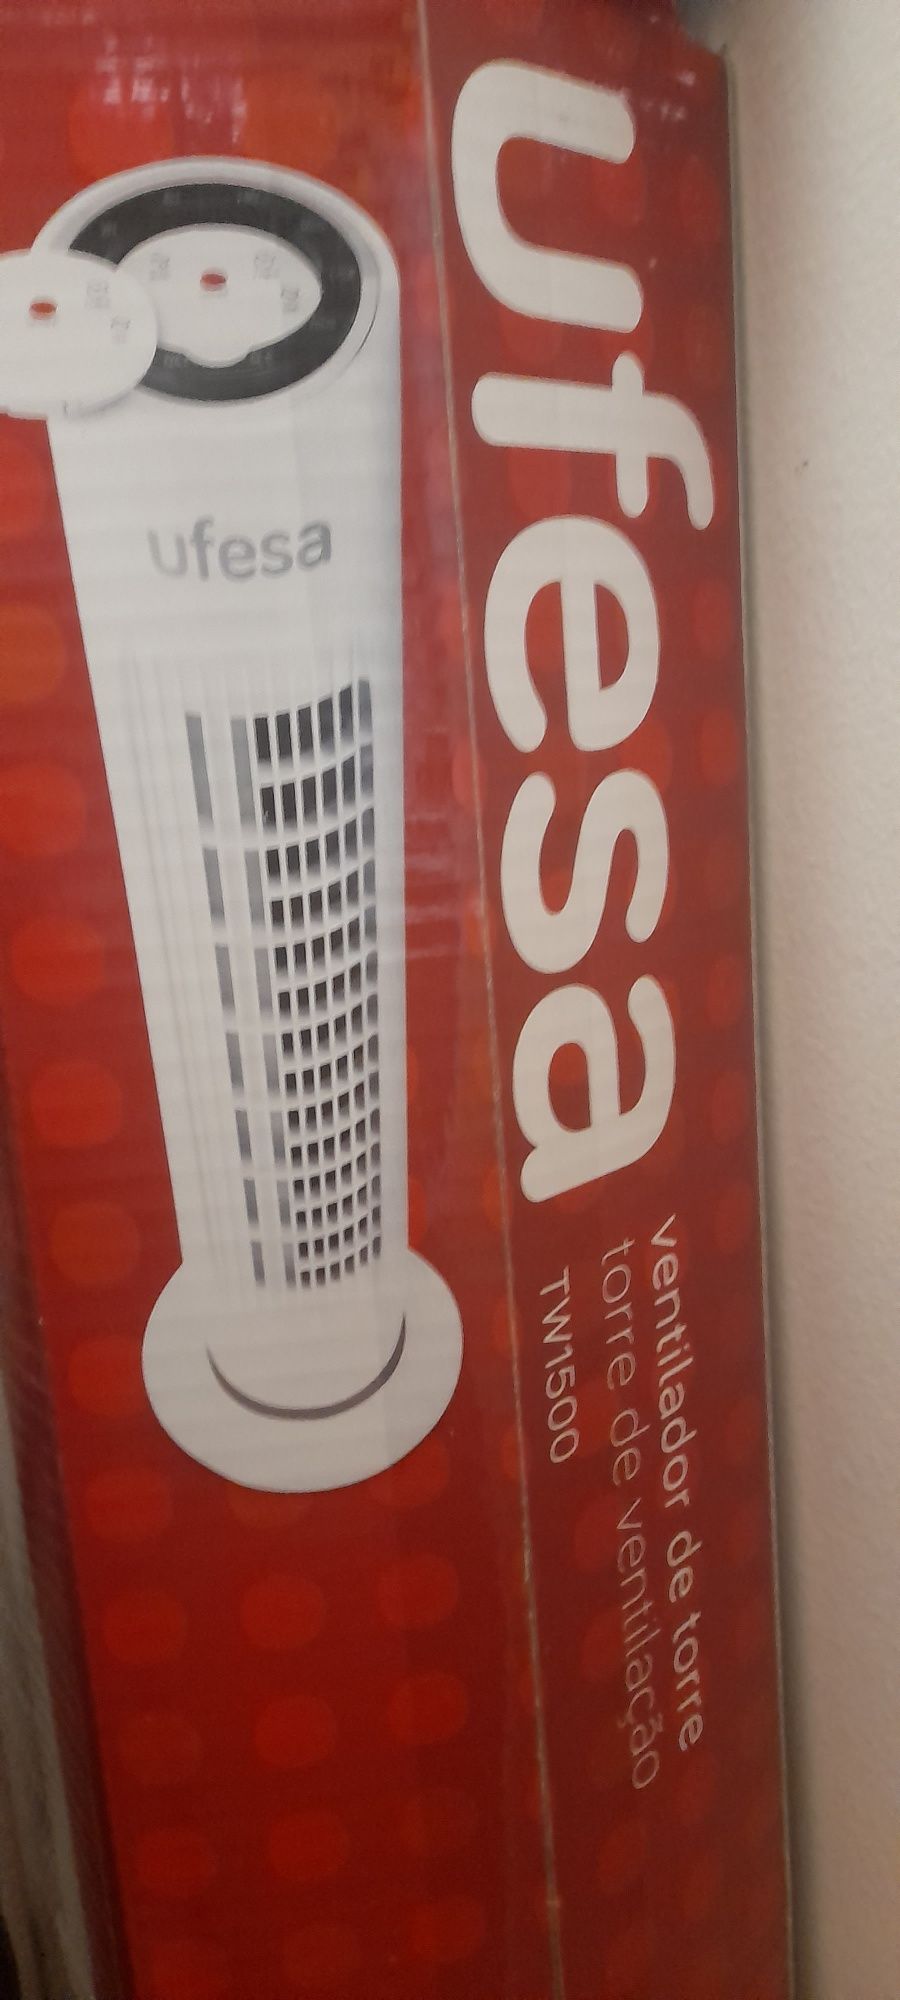 ufesa
ufesa
ventilador de torre
torre de ventilação
TW1500